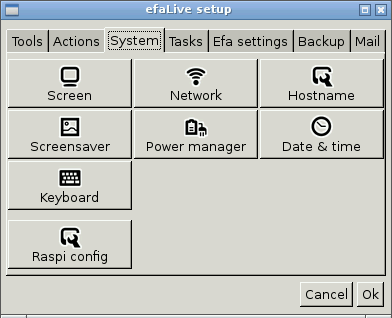 efaLive setup
Tools Actions System Tasks Efa settings Backup Mail
Screen Network Hostname
Screensaver Power manager Date & time
Keyboard
Raspi config
Cancel Ok